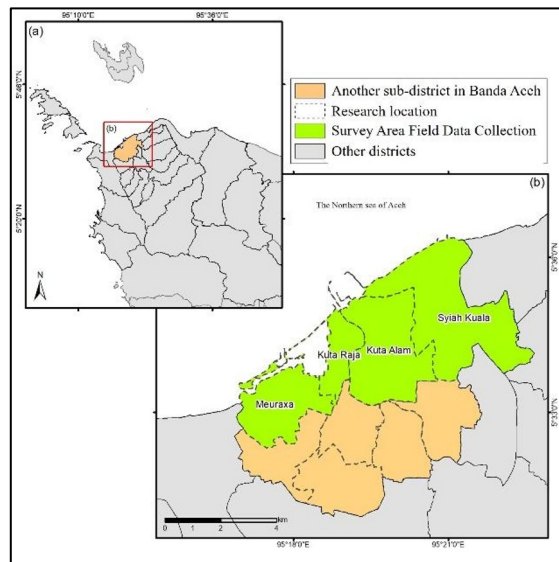 95°10'0"E
95°36'0"E
(a)
(b)
5°46'0"N
5°20'0"N
N
Another sub-district in Banda Aceh
Research location
Survey Area Field Data Collection
Other districts
(b)
The Northern sea of Aceh
5°36'0"N
Syiah Kuala
Kuta Raja
Kuta Alam
Meuraxa
5°33'0"N
0 1 2 4
km
95°18'0"E
95°21'0"E